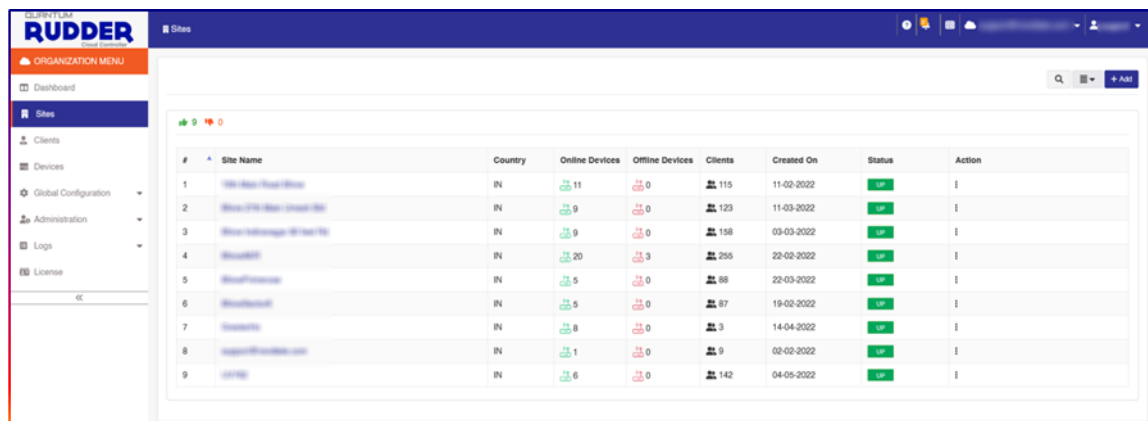 QUANTUM
RUDDER
Cloud Controller
Sites
ORGANIZATION MENU
Dashboard
Sites
Clients
Devices
Global Configuration
Administration
Logs
License
+ Add
9 0
# Site Name Country Online Devices Offline Devices Clients Created On Status Action
1 IN 11 0 115 11-02-2022 UP
2 IN 9 0 123 11-03-2022 UP
3 IN 9 0 158 03-03-2022 UP
4 IN 20 3 255 22-02-2022 UP
5 IN 5 0 88 22-03-2022 UP
6 IN 5 0 87 19-02-2022 UP
7 IN 8 0 3 14-04-2022 UP
8 IN 1 0 9 02-02-2022 UP
9 IN 6 0 142 04-05-2022 UP